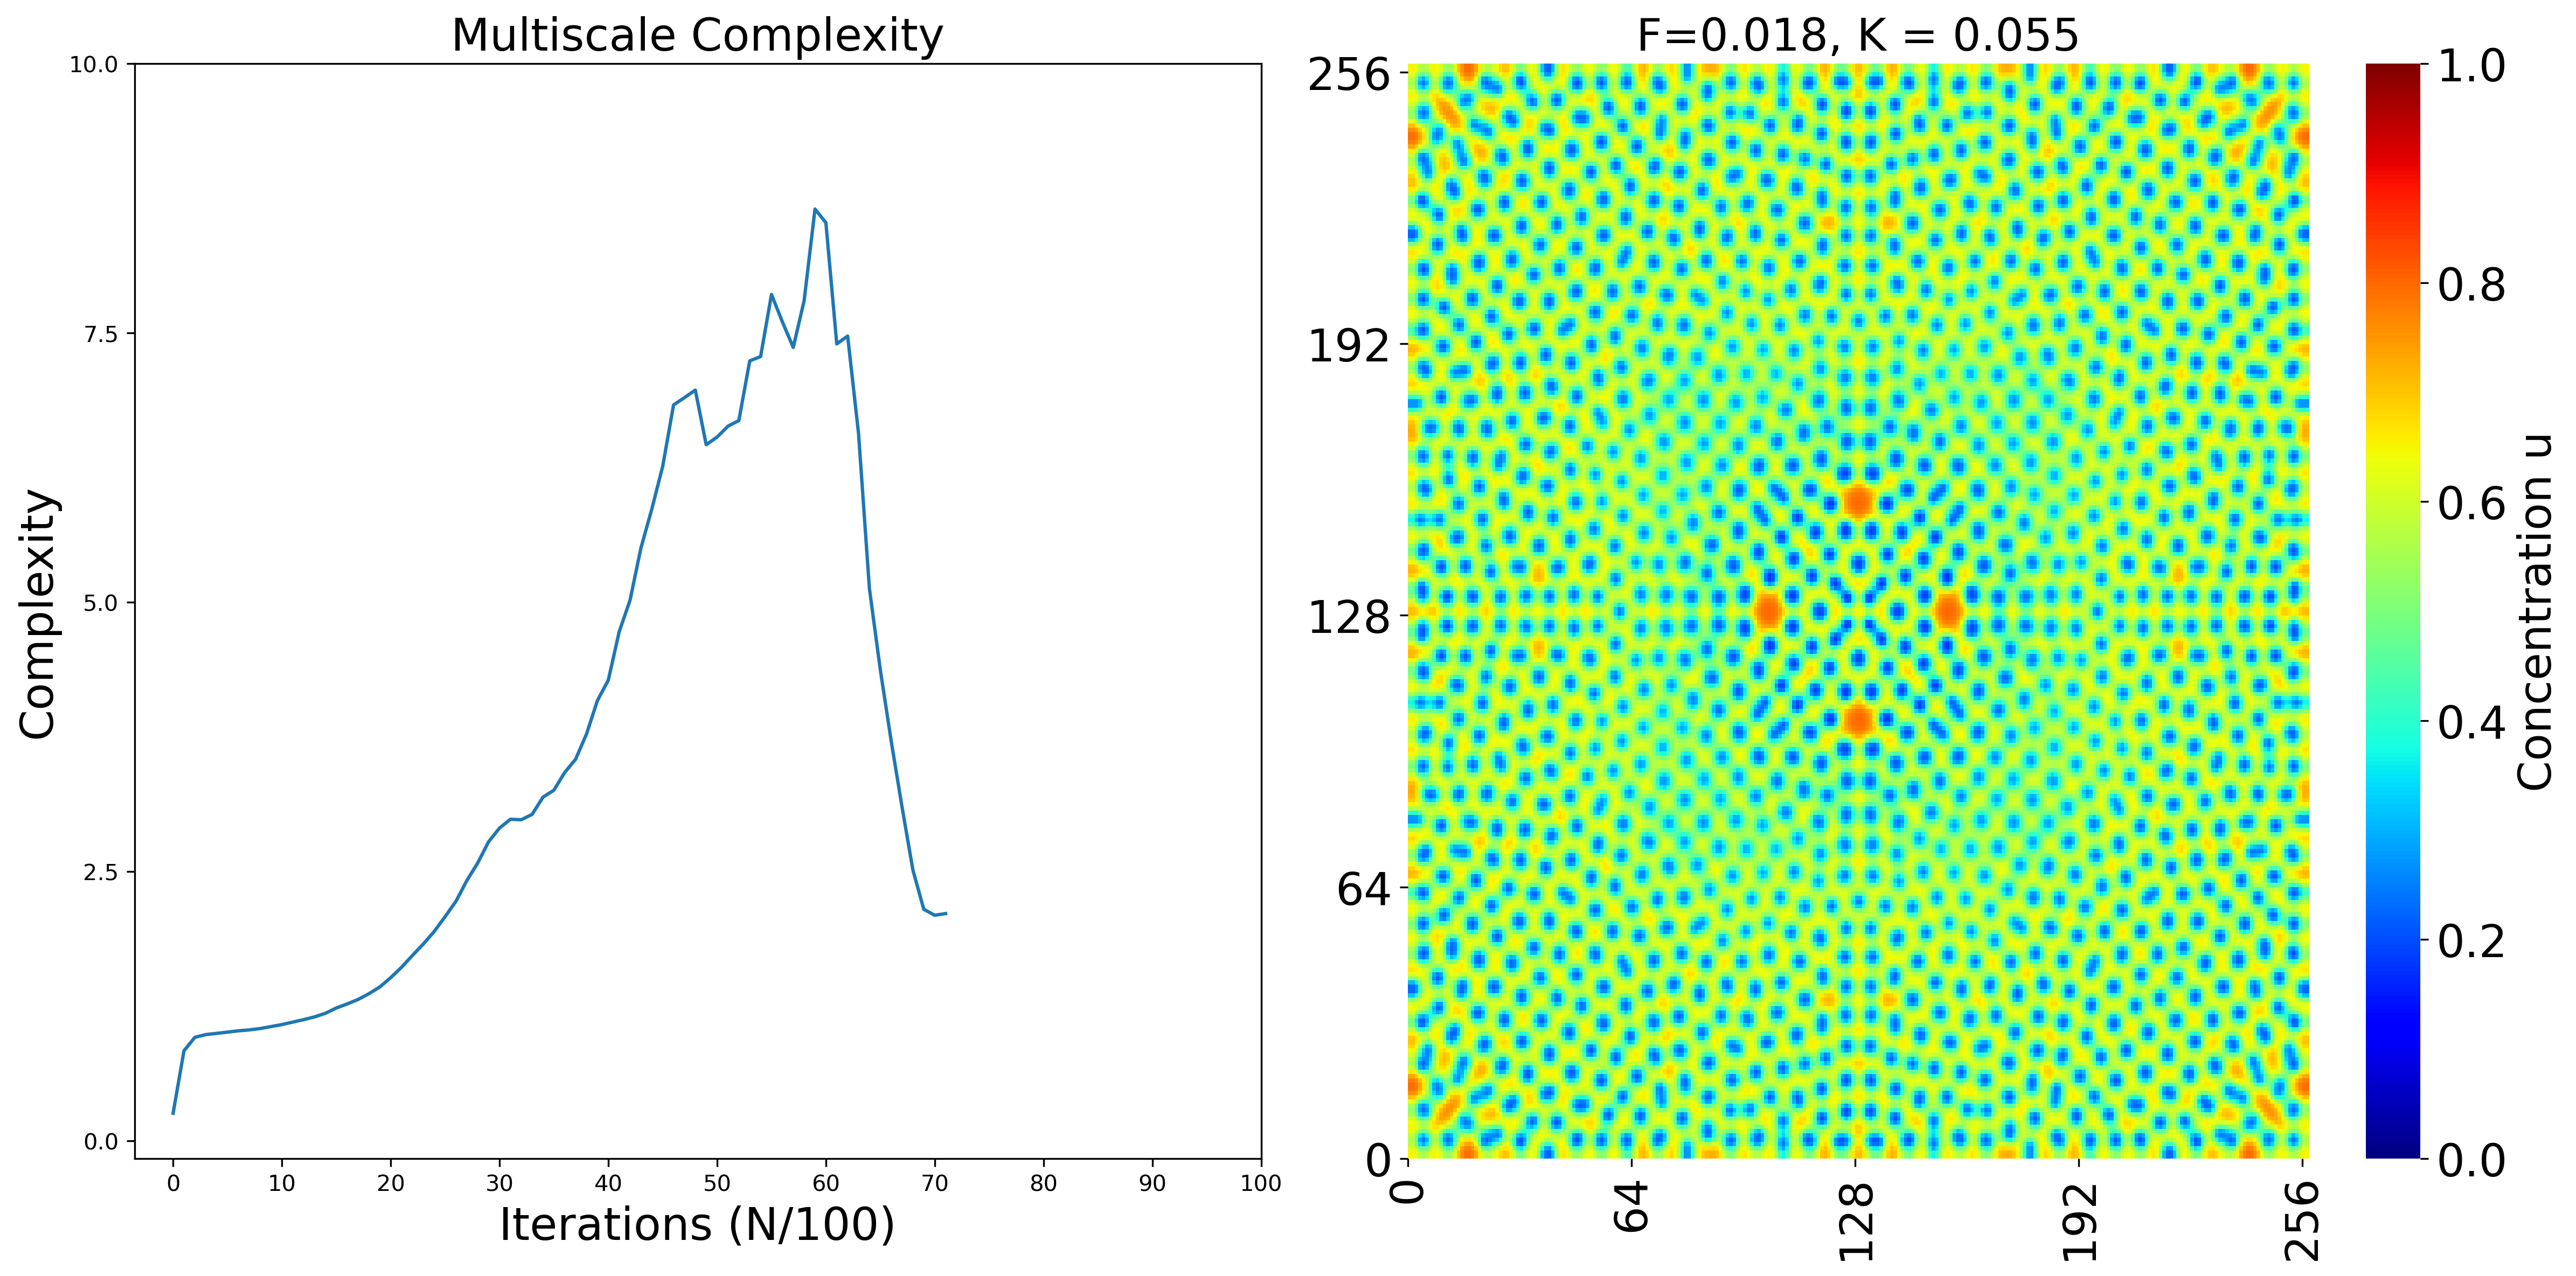 Multiscale Complexity
10.0
7.5
5.0
2.5
0.0
Complexity
0 10 20 30 40 50 60 70 80 90 100
Iterations (N/100)
F=0.018, K = 0.055
256
192
128
64
0
0 64 128 192 256
1.0
0.8
0.6
0.4
0.2
0.0
Concentration u